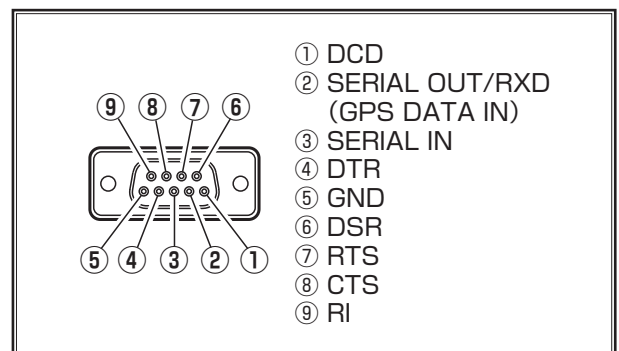 ⑨ ⑧ ⑦ ⑥
⑤ ④ ③ ② ①
① DCD
② SERIAL OUT/RXD
(GPS DATA IN)
③ SERIAL IN
④ DTR
⑤ GND
⑥ DSR
⑦ RTS
⑧ CTS
⑨ RI